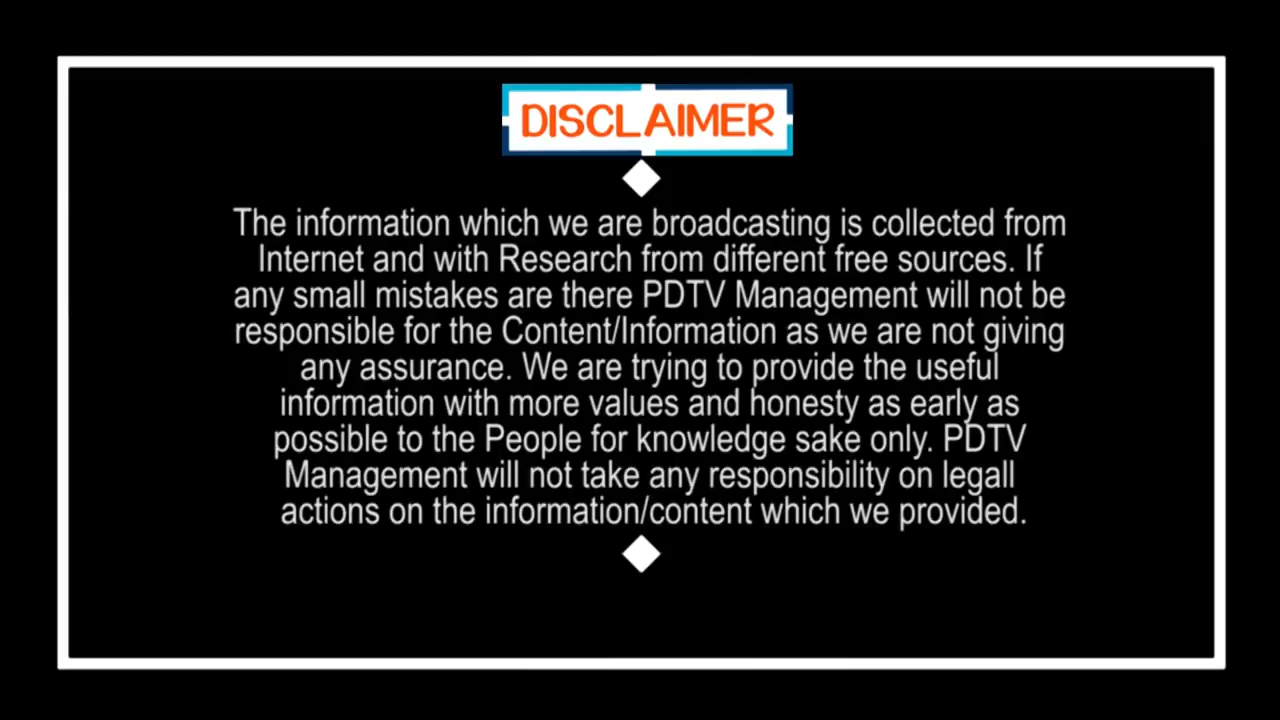 DISCLAIMER
The information which we are broadcasting is collected from
Internet and with Research from different free sources. If
any small mistakes are there PDTV Management will not be
responsible for the Content/Information as we are not giving
any assurance. We are trying to provide the useful
information with more values and honesty as early as
possible to the People for knowledge sake only. PDTV
Management will not take any responsibility on legall
actions on the information/content which we provided.